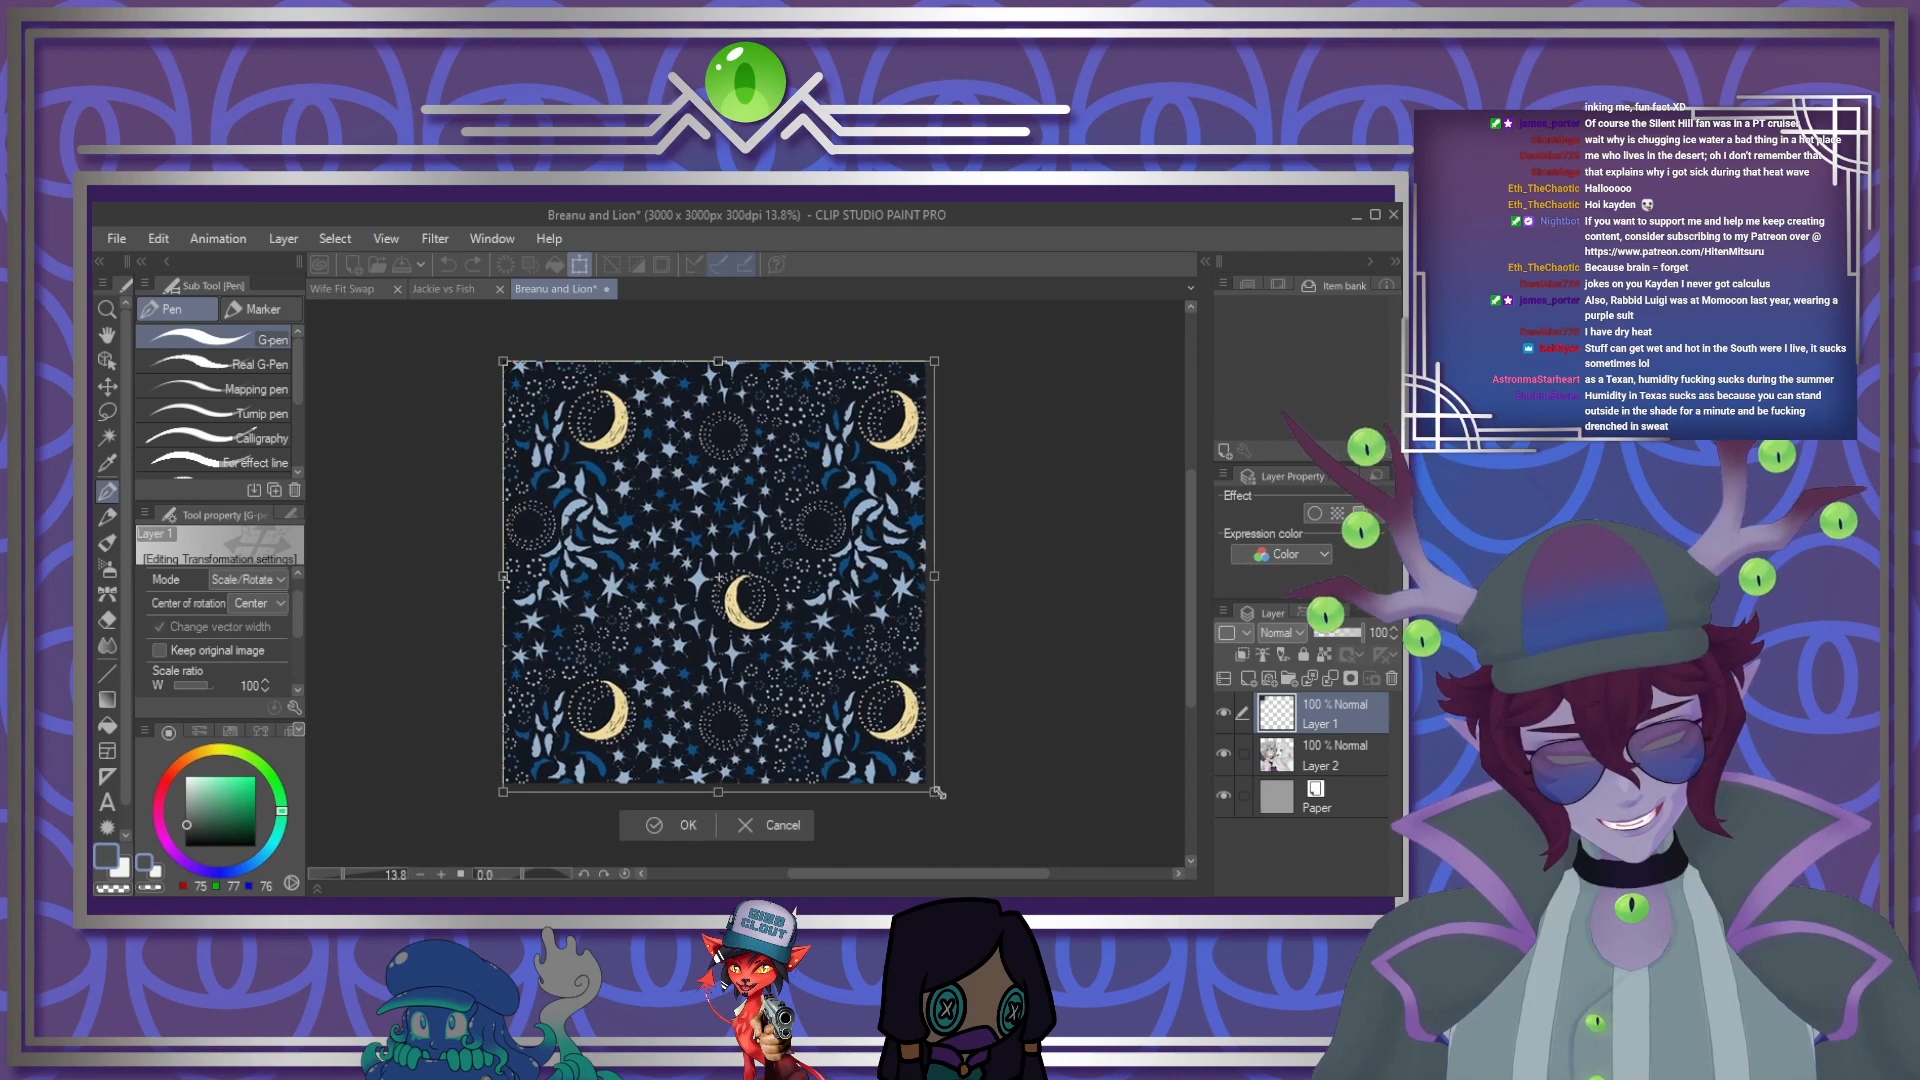 Breanu and Lion* (3000 x 3000px 300dpi 13.8%) - CLIP STUDIO PAINT PRO
File Edit Animation Layer Select View Filter Window Help
Sub Tool [Pen]
Wife Fit Swap
Jackie vs Fish
Breanu and Lion*
Item bank
Pen
Marker
G-pen
Real G-Pen
Mapping pen
Turnip pen
Calligraphy
For effect line
Tool property [G-pe
Layer 1
[Editing Transformation settings]
Mode Scale/Rotate
Center of rotation Center
Change vector width
Keep original image
Scale ratio
W 100
75 77 76
OK
Cancel
13.8
0.0
Layer Property
Effect
Expression color
Color
Layer
Normal 100
100 % Normal
Layer 1
100 % Normal
Layer 2
Paper
inking me, fun fact XD
james_porter Of course the Silent Hill fan was in a PT cruiser
wait why is chugging ice water a bad thing in a hot place
me who lives in the desert; oh I don't remember that
that explains why i got sick during that heat wave
Eth_TheChaotic Hallooooo
Eth_TheChaotic Hoi kayden
Nightbot If you want to support me and help me keep creating
content, consider subscribing to my Patreon over @
https://www.patreon.com/HitenMitsuru
Eth_TheChaotic Because brain = forget
jokes on you Kayden I never got calculus
james_porter Also, Rabbid Luigi was at Momocon last year, wearing a
purple suit
I have dry heat
Stuff can get wet and hot in the South were I live, it sucks
sometimes lol
AstronmaStarheart as a Texan, humidity fucking sucks during the summer
Humidity in Texas sucks ass because you can stand
outside in the shade for a minute and be fucking
drenched in sweat